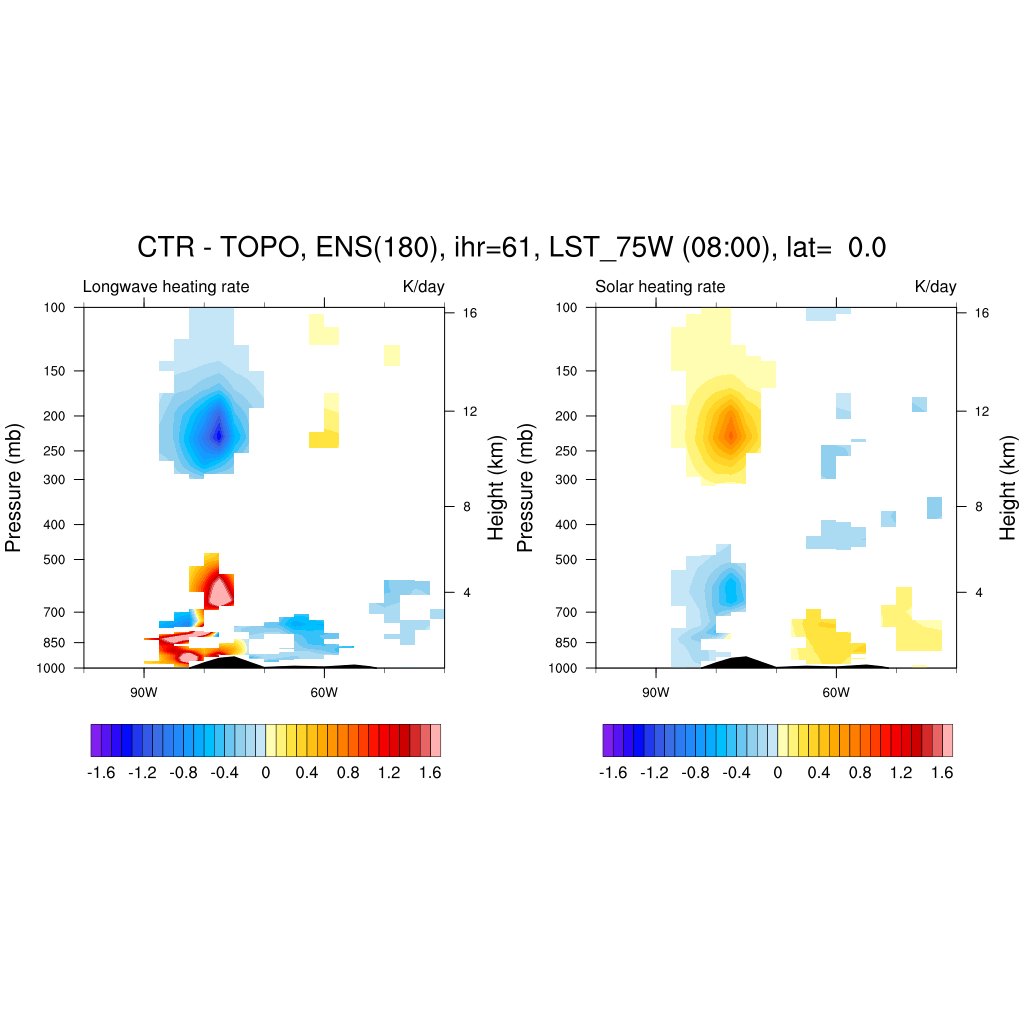 CTR - TOPO, ENS(180), ihr=61, LST_75W (08:00), lat=  0.0
Longwave heating rate K/day
Solar heating rate K/day
Pressure (mb)
100
150
200
250
300
400
500
700
850
1000
16
12
8
4
Height (km)
90W 60W
Pressure (mb)
100
150
200
250
300
400
500
700
850
1000
16
12
8
4
Height (km)
90W 60W
-1.6 -1.2 -0.8 -0.4 0 0.4 0.8 1.2 1.6
-1.6 -1.2 -0.8 -0.4 0 0.4 0.8 1.2 1.6